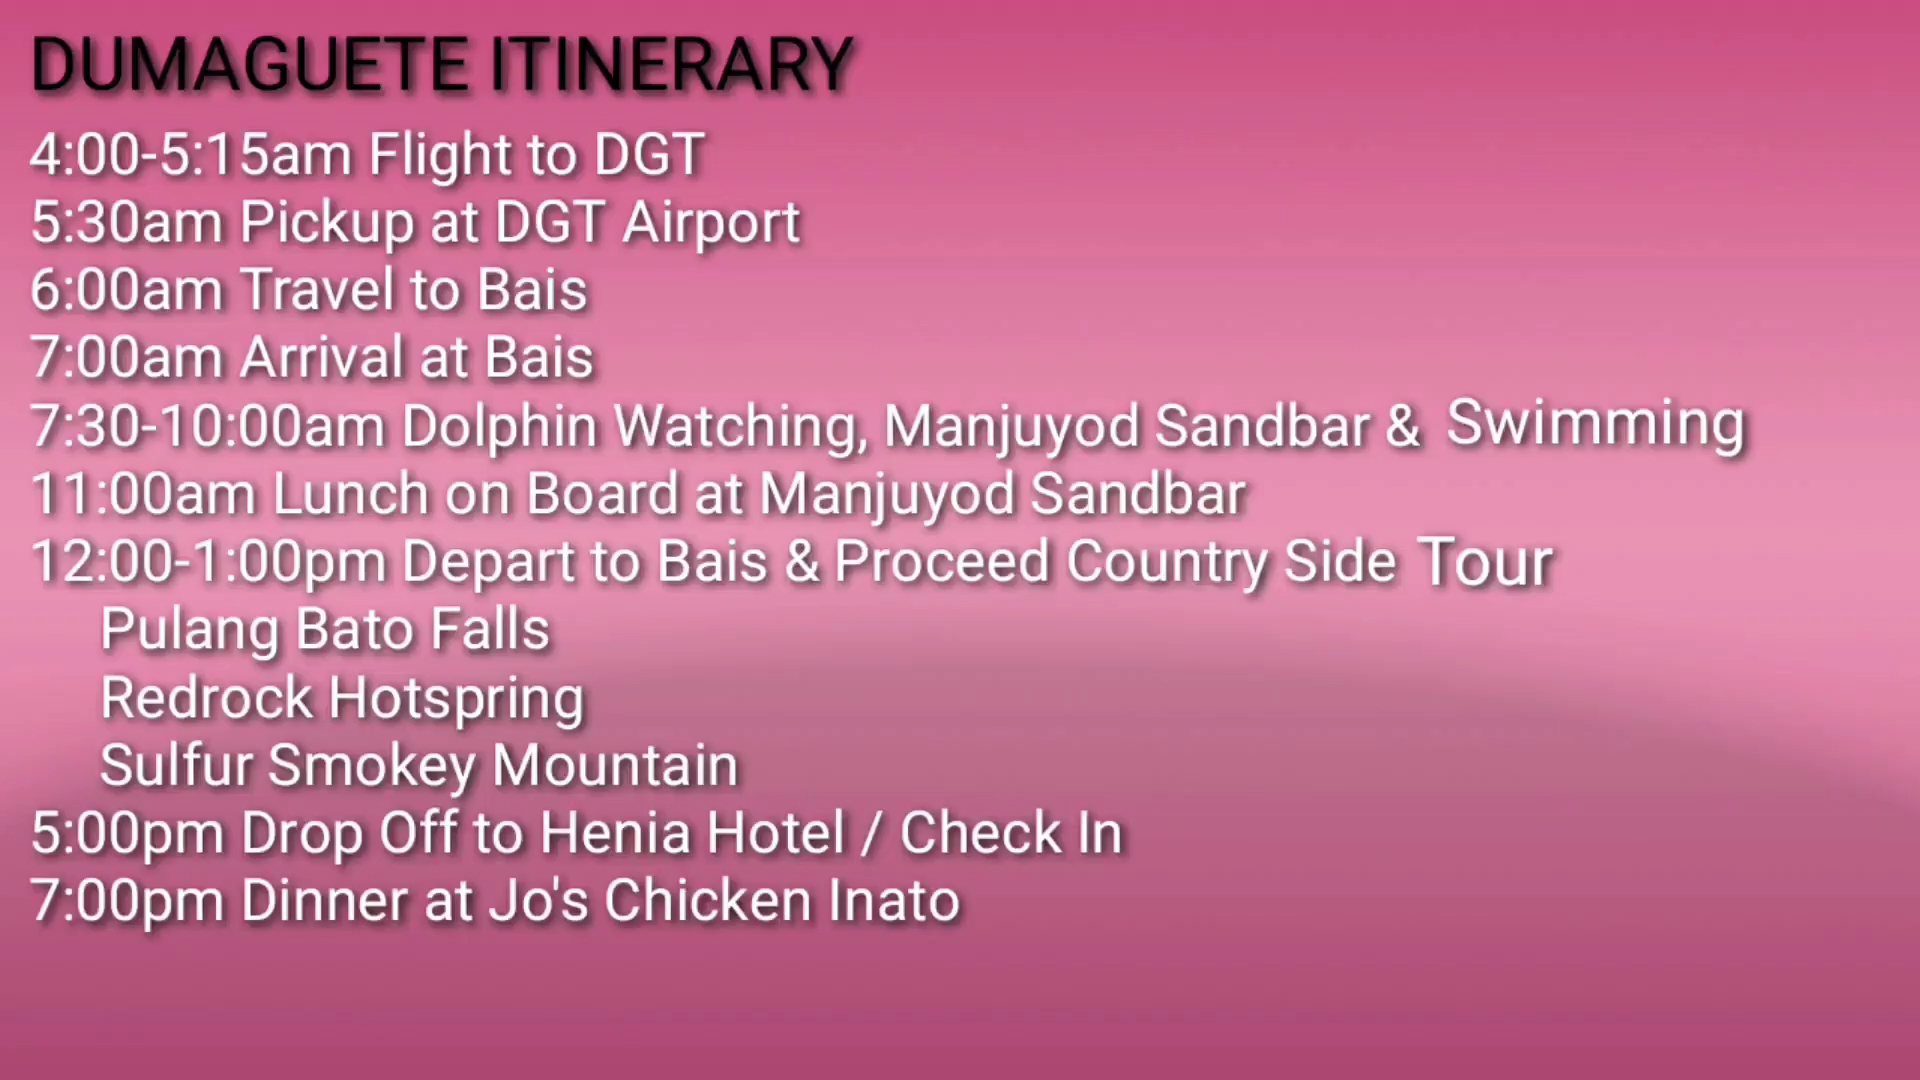 DUMAGUETE ITINERARY
4:00-5:15am Flight to DGT
5:30am Pickup at DGT Airport
6:00am Travel to Bais
7:00am Arrival at Bais
7:30-10:00am Dolphin Watching, Manjuyod Sandbar & Swimming
11:00am Lunch on Board at Manjuyod Sandbar
12:00-1:00pm Depart to Bais & Proceed Country Side Tour
Pulang Bato Falls
Redrock Hotspring
Sulfur Smokey Mountain
5:00pm Drop Off to Henia Hotel / Check In
7:00pm Dinner at Jo's Chicken Inato